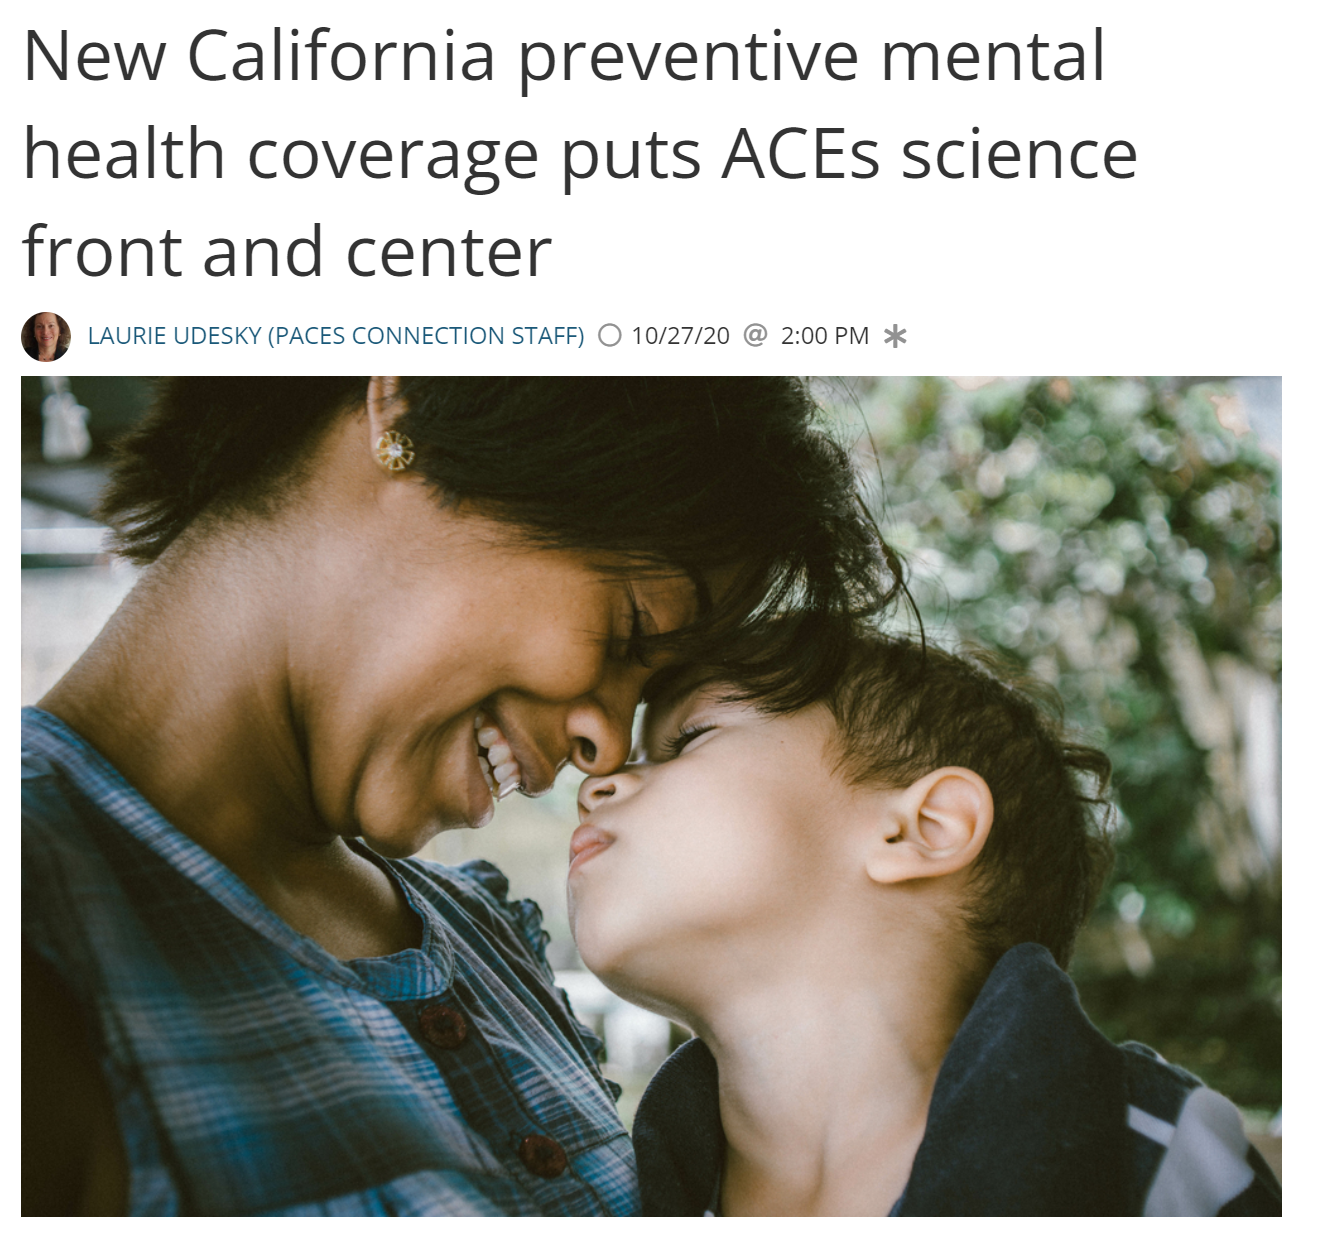 New California preventive mental
health coverage puts ACEs science
front and center
LAURIE UDESKY (PACES CONNECTION STAFF) 10/27/20 @ 2:00 PM